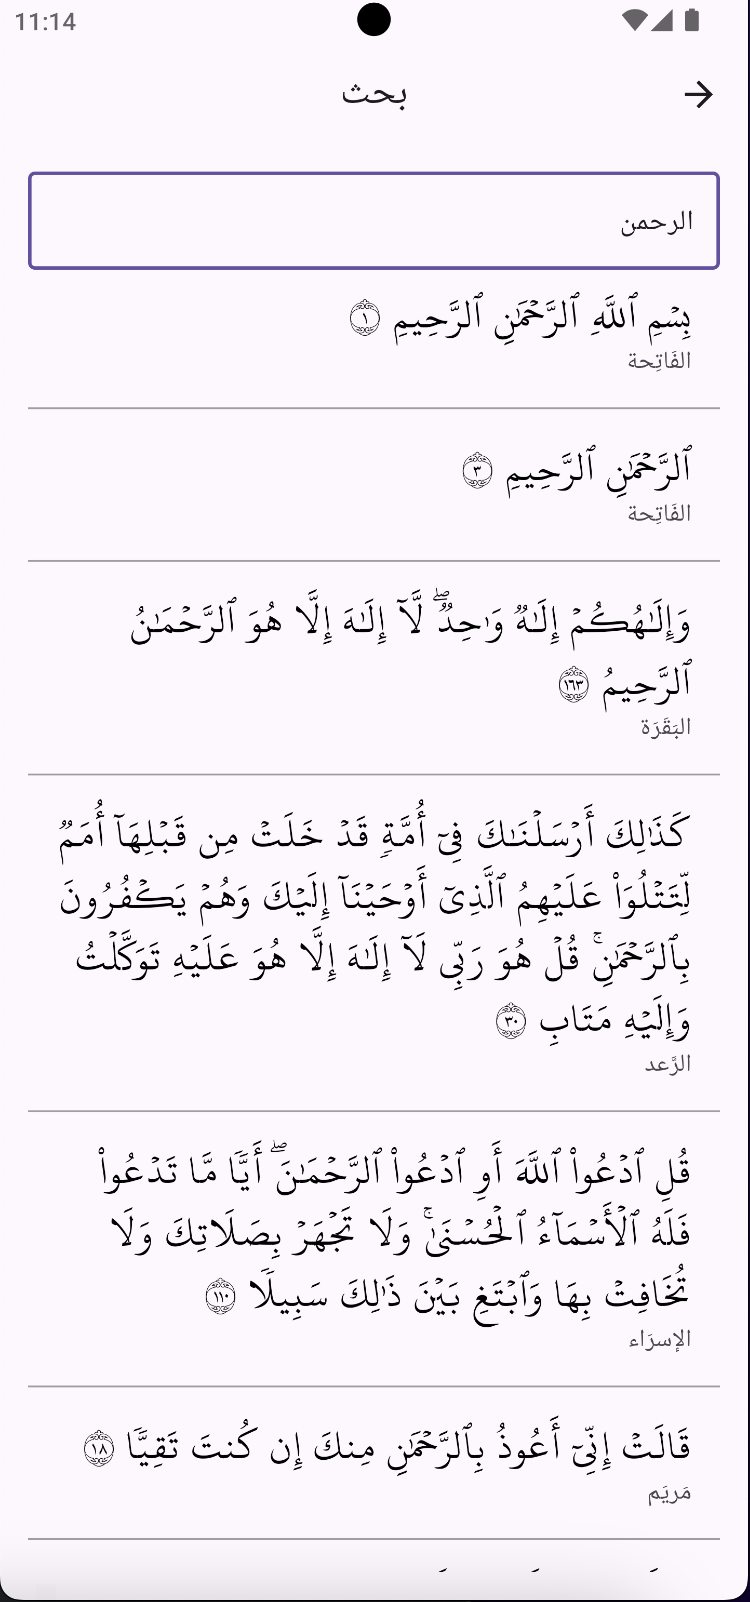 11:14
بحث
الرحمن
بِسْمِ ٱللَّهِ ٱلرَّحْمَٰنِ ٱلرَّحِيمِ ١
الفَاتِحة
ٱلرَّحْمَٰنِ ٱلرَّحِيمِ ٣
الفَاتِحة
وَإِلَٰهُكُمْ إِلَٰهٌ وَٰحِدٌ ۖ لَّآ إِلَٰهَ إِلَّا هُوَ ٱلرَّحْمَٰنُ
ٱلرَّحِيمُ ١٦٣
البَقَرَة
كَذَٰلِكَ أَرْسَلْنَٰكَ فِىٓ أُمَّةٍ قَدْ خَلَتْ مِن قَبْلِهَآ أُمَمٌ
لِّتَتْلُوَا۟ عَلَيْهِمُ ٱلَّذِىٓ أَوْحَيْنَآ إِلَيْكَ وَهُمْ يَكْفُرُونَ
بِٱلرَّحْمَٰنِ ۚ قُلْ هُوَ رَبِّى لَآ إِلَٰهَ إِلَّا هُوَ عَلَيْهِ تَوَكَّلْتُ
وَإِلَيْهِ مَتَابِ ٣٠
الرَّعد
قُلِ ٱدْعُوا۟ ٱللَّهَ أَوِ ٱدْعُوا۟ ٱلرَّحْمَٰنَ ۖ أَيًّا مَّا تَدْعُوا۟
فَلَهُ ٱلْأَسْمَآءُ ٱلْحُسْنَىٰ ۚ وَلَا تَجْهَرْ بِصَلَاتِكَ وَلَا
تُخَافِتْ بِهَا وَٱبْتَغِ بَيْنَ ذَٰلِكَ سَبِيلًا ١١٠
الإسرَاء
قَالَتْ إِنِّىٓ أَعُوذُ بِٱلرَّحْمَٰنِ مِنكَ إِن كُنتَ تَقِيًّا ١٨
مَريَم